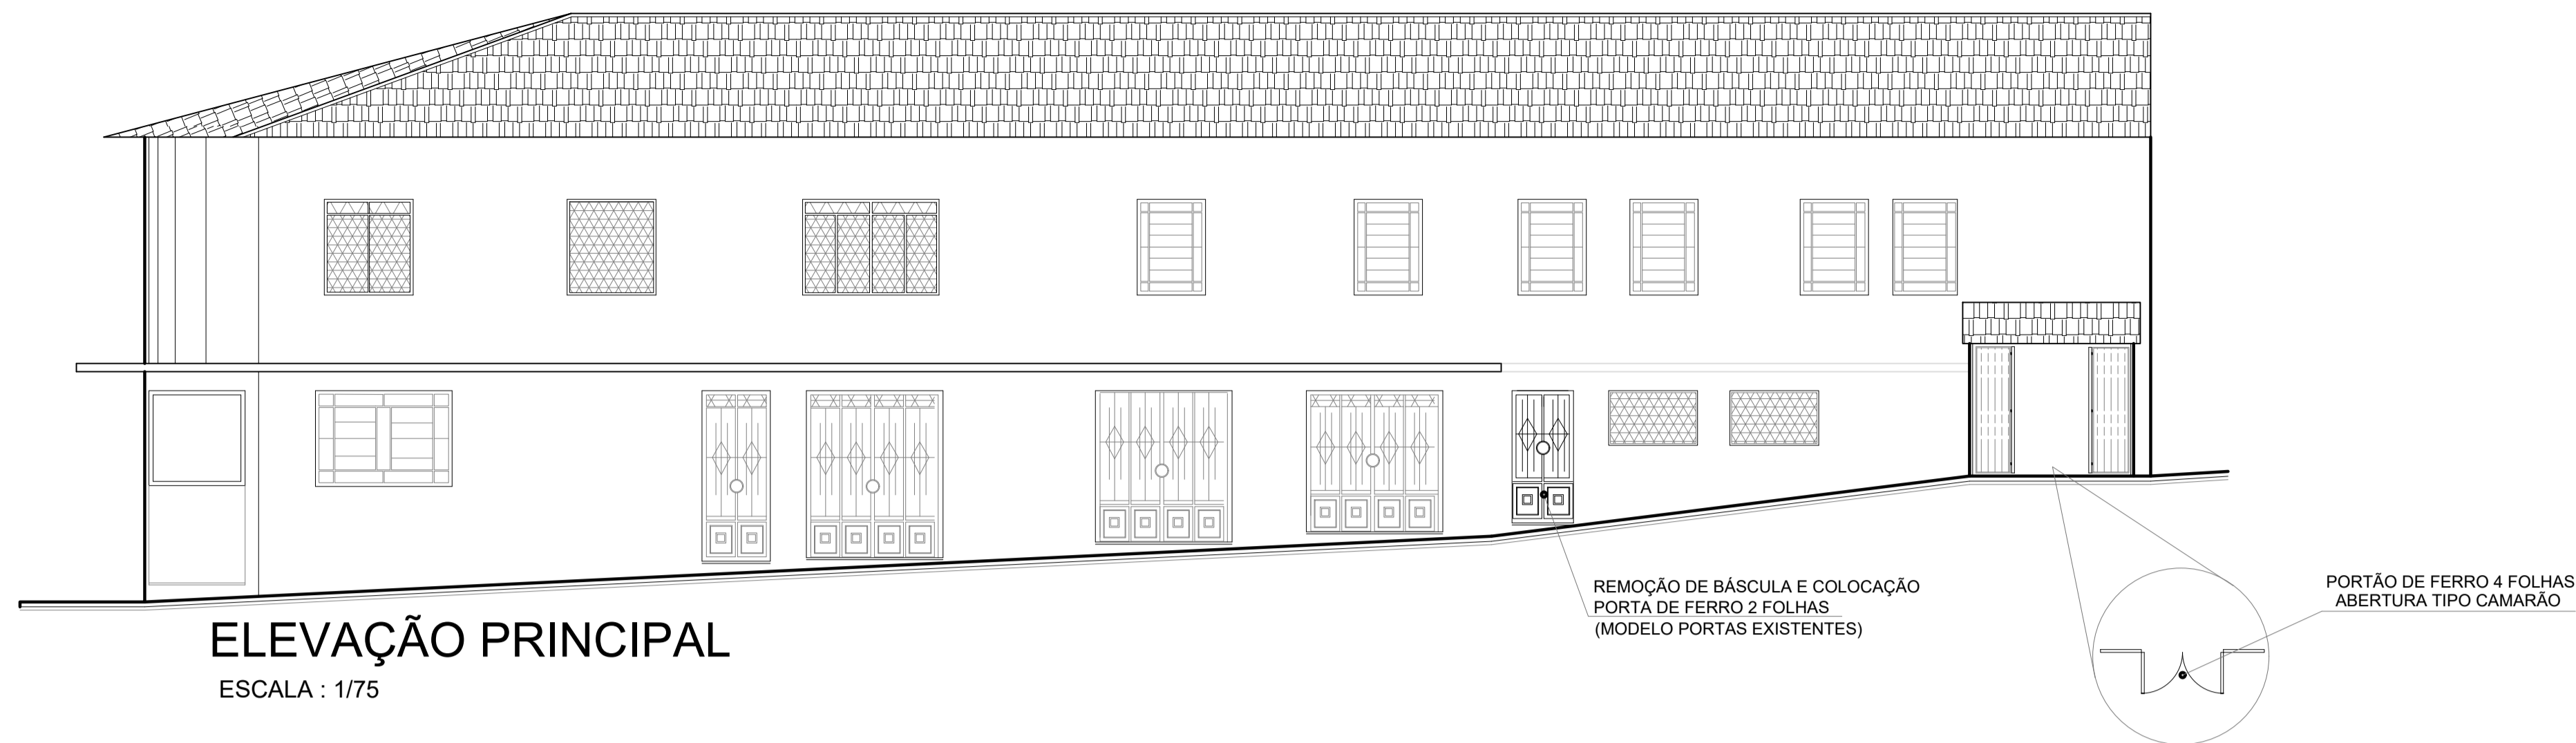 REMOÇÃO DE BÁSCULA E COLOCAÇÃO
PORTA DE FERRO 2 FOLHAS
(MODELO PORTAS EXISTENTES)
PORTÃO DE FERRO 4 FOLHAS
ABERTURA TIPO CAMARÃO
ELEVAÇÃO PRINCIPAL
ESCALA : 1/75